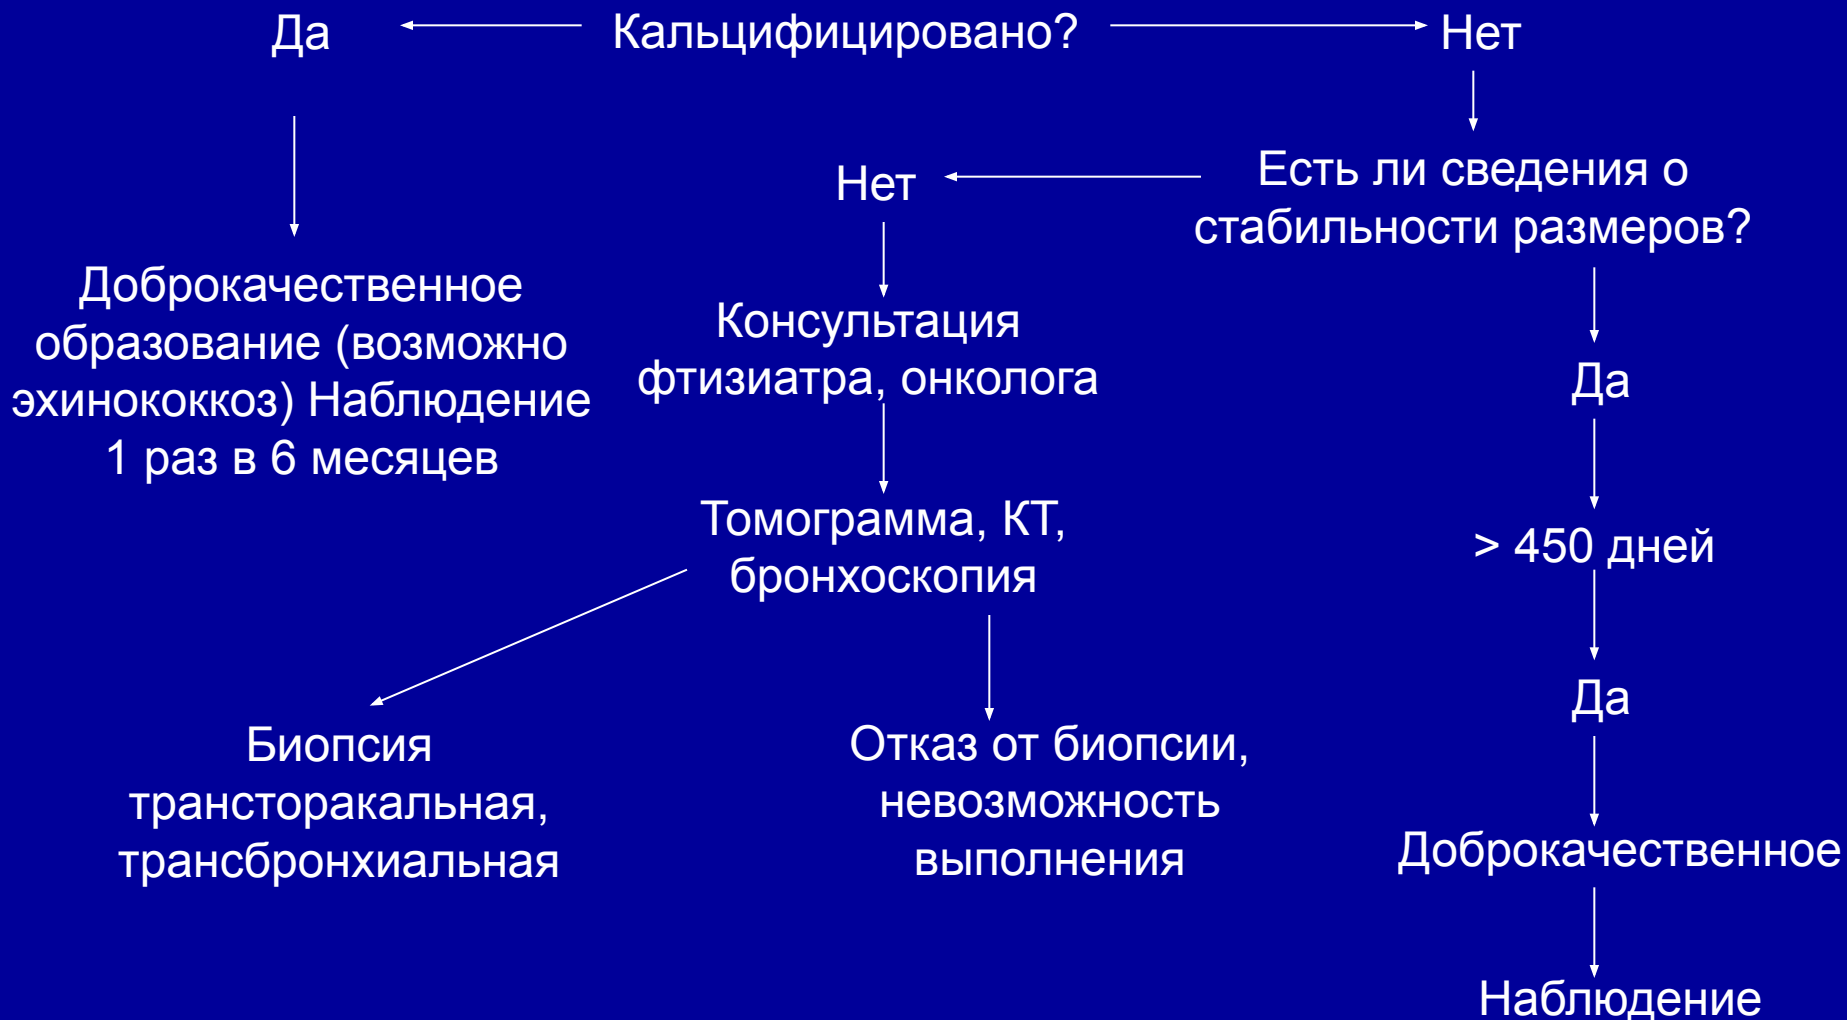 Да
Кальцифицировано?
Нет
Есть ли сведения о
стабильности размеров?
Нет
Доброкачественное
образование (возможно
эхинококкоз) Наблюдение
1 раз в 6 месяцев
Консультация
фтизиатра, онколога
Да
Томограмма, КТ,
бронхоскопия
> 450 дней
Да
Биопсия
трансторакальная,
трансбронхиальная
Отказ от биопсии,
невозможность
выполнения
Доброкачественное
Наблюдение